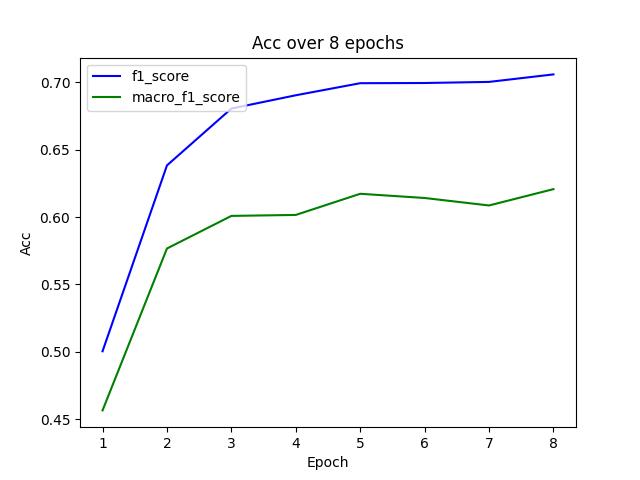 Acc over 8 epochs
f1_score
macro_f1_score
0.70
0.65
0.60
0.55
0.50
0.45
Acc
1 2 3 4 5 6 7 8
Epoch